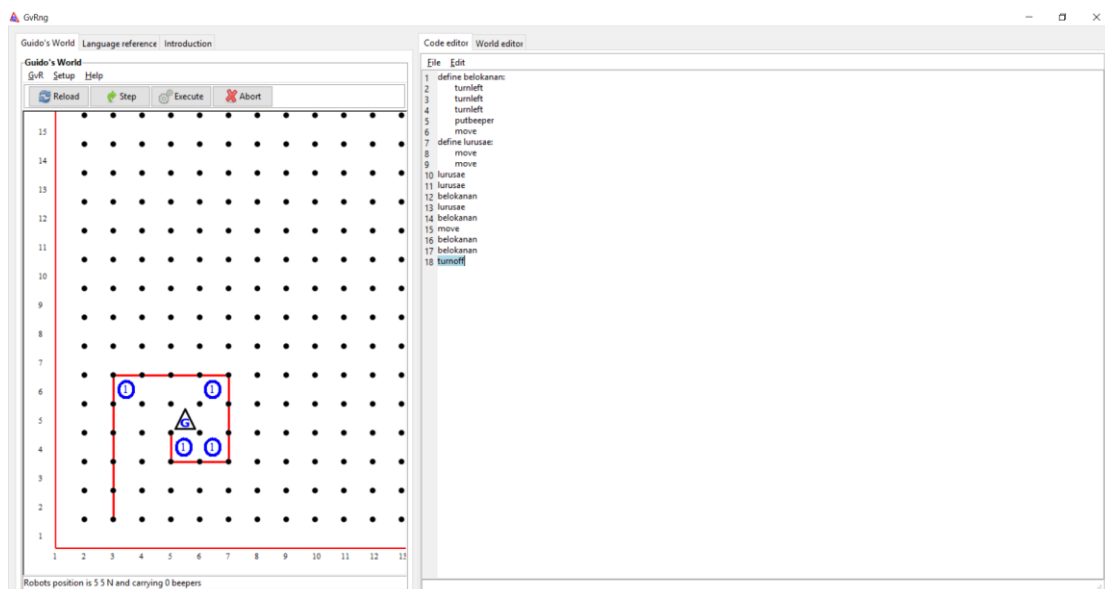 GvRng
Guido's World Language reference Introduction
Guido's World
GvR Setup Help
Reload Step Execute Abort
15
14
13
12
11
10
9
8
7
6 1 1
5 G
4 1 1
3
2
1
1 2 3 4 5 6 7 8 9 10 11 12 13
Robots position is 5 5 N and carrying 0 beepers
Code editor World editor
File Edit
1 define belokanan:
2 turnleft
3 turnleft
4 turnleft
5 putbeeper
6 move
7 define lurusae:
8 move
9 move
10 lurusae
11 lurusae
12 belokanan
13 lurusae
14 belokanan
15 move
16 belokanan
17 belokanan
18 turnoff